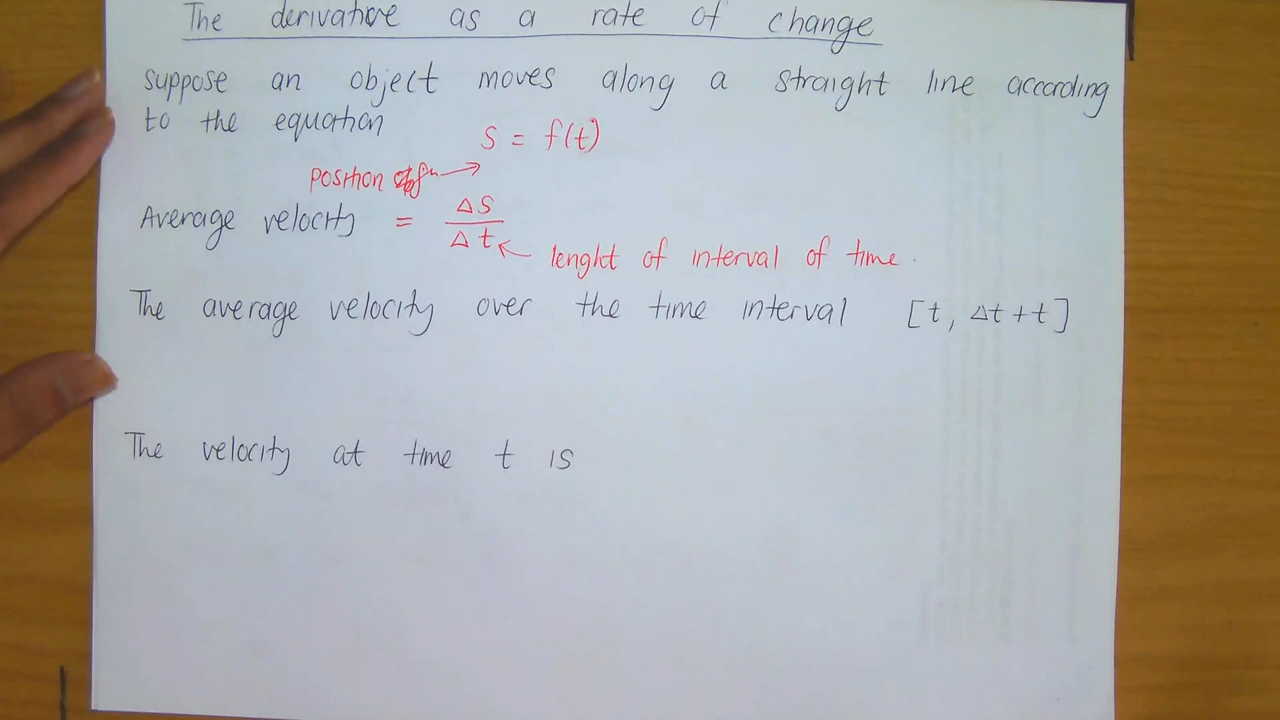 The derivative as a rate of change
suppose an object moves along a straight line according
to the equation
s = f(t)
position fn →
Average velocity = Δs / Δt ← lenght of interval of time.
The average velocity over the time interval [t, Δt + t]
The velocity at time t is